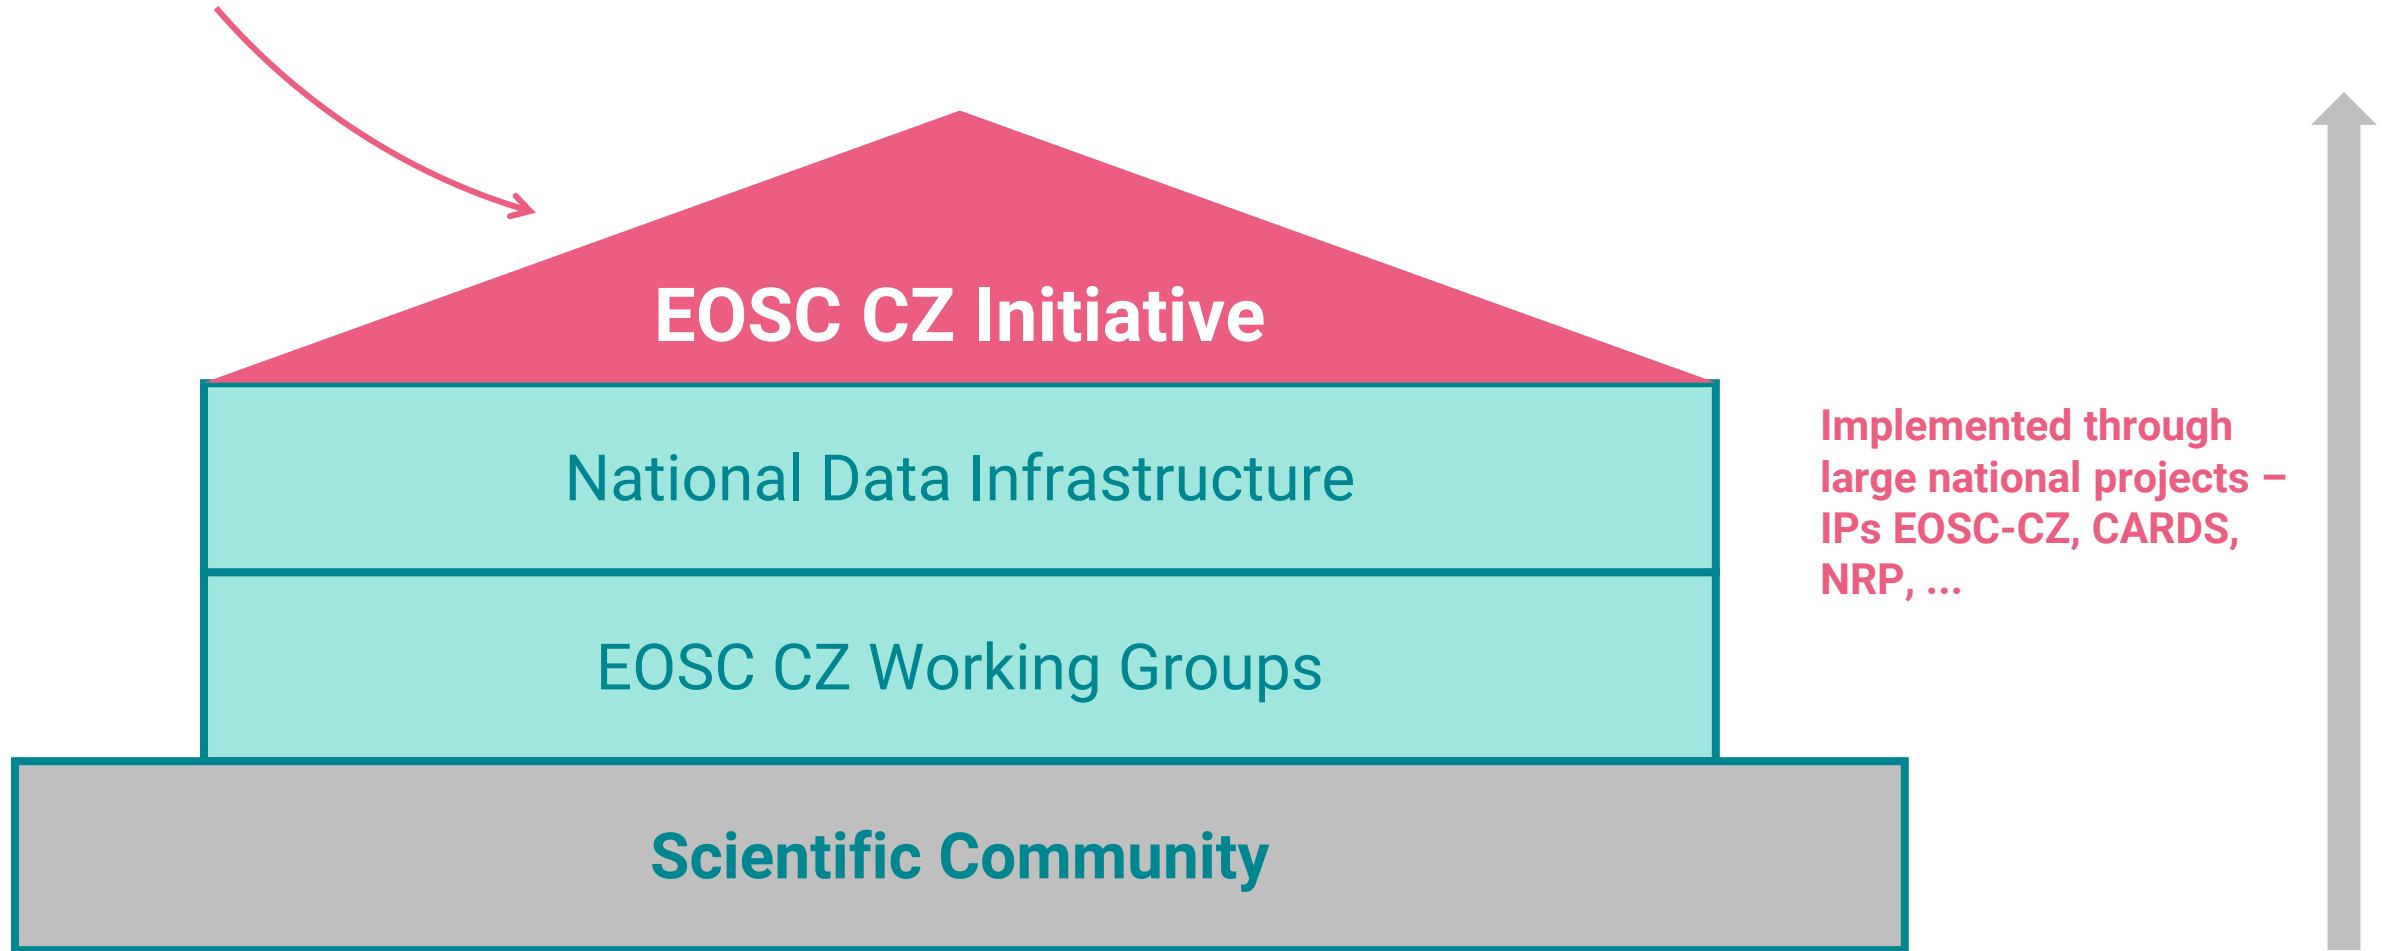 EOSC CZ Initiative
National Data Infrastructure
EOSC CZ Working Groups
Scientific Community
Implemented through
large national projects –
IPs EOSC-CZ, CARDS,
NRP, ...